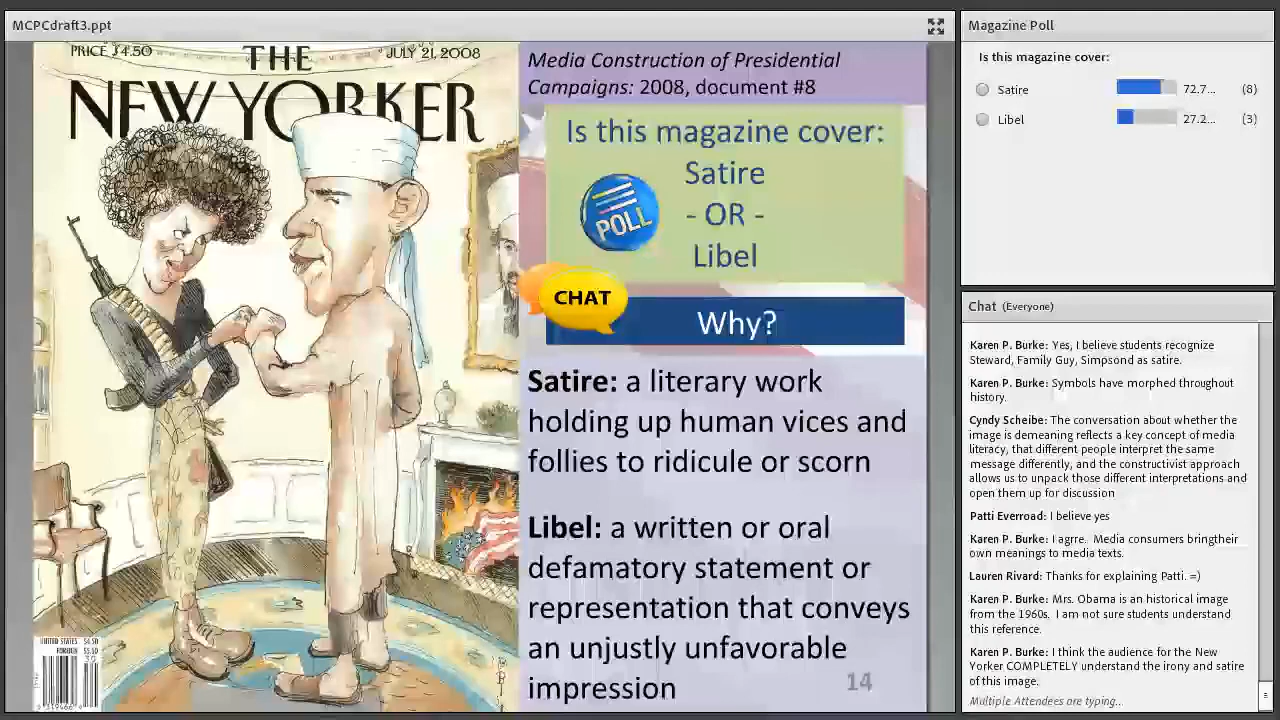 MCPCdraft3.ppt
PRICE $4.50
THE
JULY 21, 2008
NEW YORKER
UNITED STATES $4.50
FOREIGN $5.50
30
Media Construction of Presidential
Campaigns: 2008, document #8
Is this magazine cover:
Satire
- OR -
Libel
POLL
CHAT
Why?
Satire: a literary work
holding up human vices and
follies to ridicule or scorn
Libel: a written or oral
defamatory statement or
representation that conveys
an unjustly unfavorable
impression
14
Magazine Poll
Is this magazine cover:
Satire 72.7... (8)
Libel 27.2... (3)
Chat (Everyone)
Karen P. Burke: Yes, I believe students recognize
Steward, Family Guy, Simpsond as satire.
Karen P. Burke: Symbols have morphed throughout
history.
Cyndy Scheibe: The conversation about whether the
image is demeaning reflects a key concept of media
literacy, that different people interpret the same
message differently, and the constructivist approach
allows us to unpack those different interpretations and
open them up for discussion
Patti Everroad: I believe yes
Karen P. Burke: I agree. Media consumers bringtheir
own meanings to media texts.
Lauren Rivard: Thanks for explaining Patti. =)
Karen P. Burke: Mrs. Obama is an historical image
from the 1960s. I am not sure students understand
this reference.
Karen P. Burke: I think the audience for the New
Yorker COMPLETELY understand the irony and satire
of this image.
Multiple Attendees are typing...